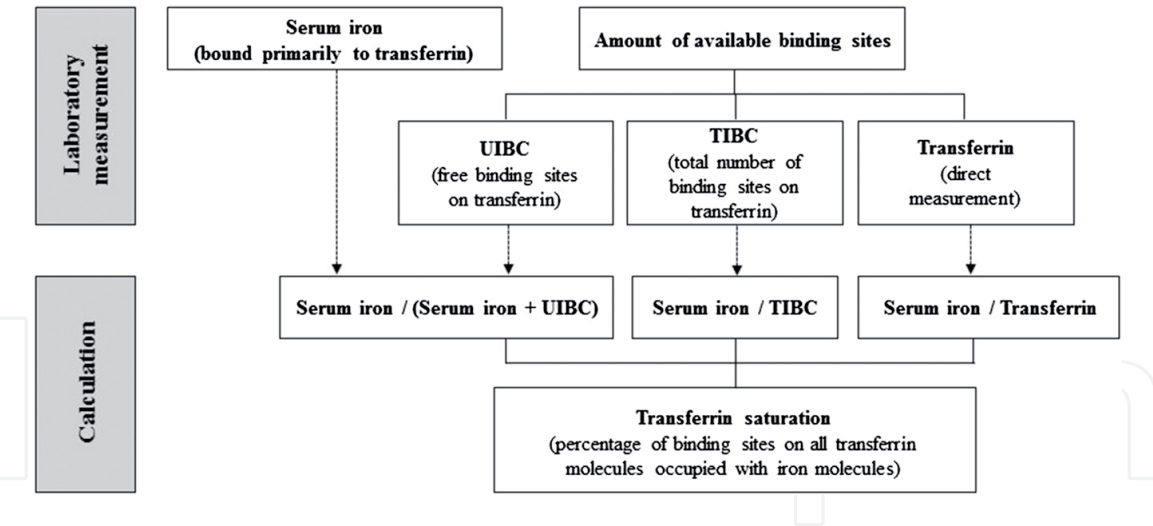 Laboratory
measurement
Serum iron
(bound primarily to transferrin)
Amount of available binding sites
UIBC
(free binding sites
on transferrin)
TIBC
(total number of
binding sites on
transferrin)
Transferrin
(direct
measurement)
Calculation
Serum iron / (Serum iron + UIBC)
Serum iron / TIBC
Serum iron / Transferrin
Transferrin saturation
(percentage of binding sites on all transferrin
molecules occupied with iron molecules)